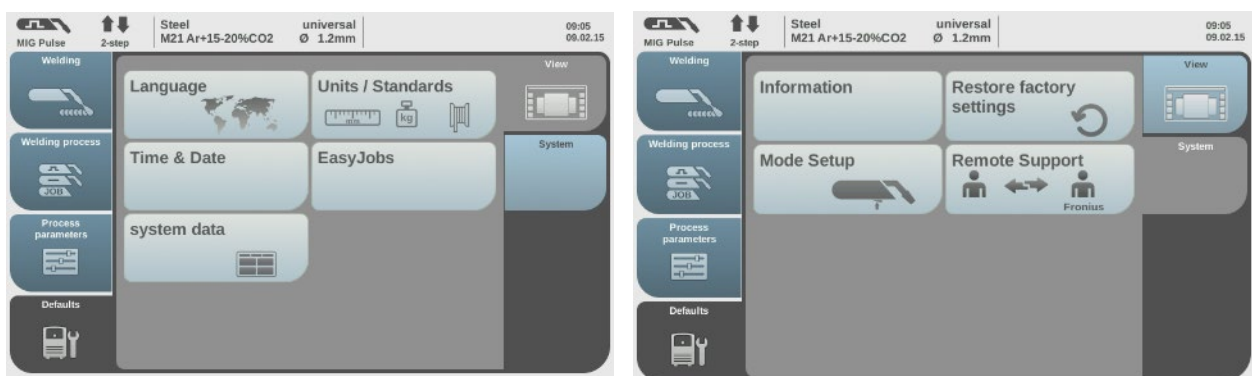 MIG Pulse
2-step
Steel universal
M21 Ar+15-20%CO2 Ø 1.2mm
09:05
09.02.15
Welding
Welding process
JOB
Process
parameters
Defaults
Language
Units / Standards
mm
kg
Time & Date
EasyJobs
system data
View
System
MIG Pulse
2-step
Steel universal
M21 Ar+15-20%CO2 Ø 1.2mm
09:05
09.02.15
Welding
Welding process
JOB
Process
parameters
Defaults
Information
Restore factory
settings
Mode Setup
Remote Support
Fronius
View
System